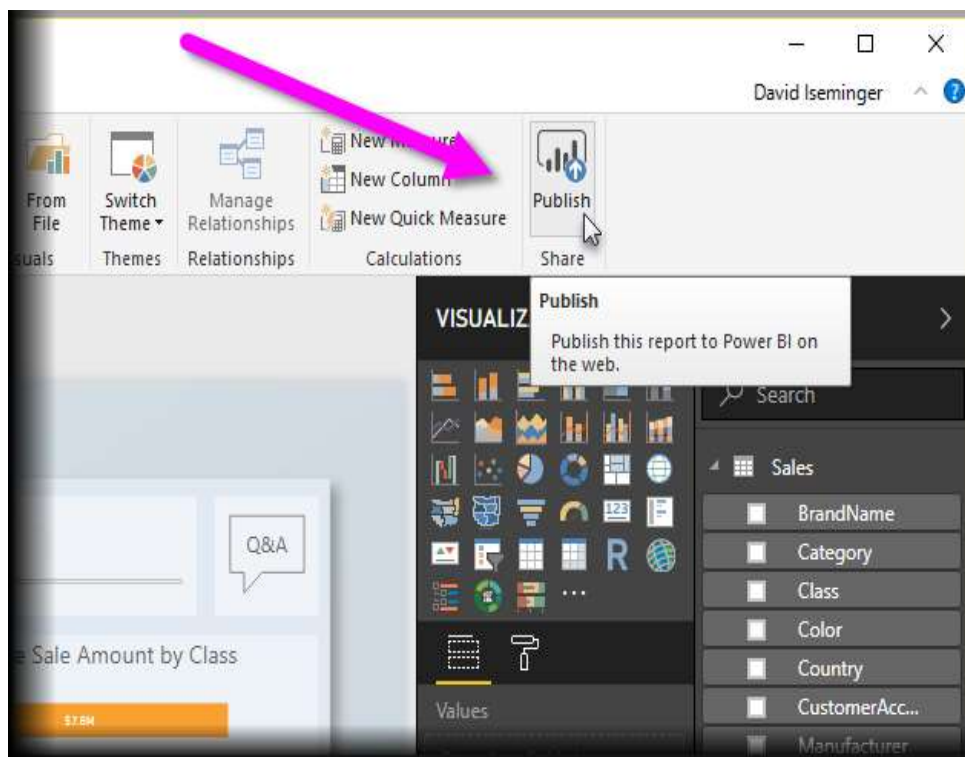 David Iseminger
From
File
Switch
Theme
Manage
Relationships
New Column
New Quick Measure
Publish
Themes
Relationships
Calculations
Share
Publish
Publish this report to Power BI on
the web.
Search
Sales
BrandName
Category
Class
Color
Country
CustomerAcc...
Manufacturer
123
R
Q&A
Sale Amount by Class
$7.6M
Values